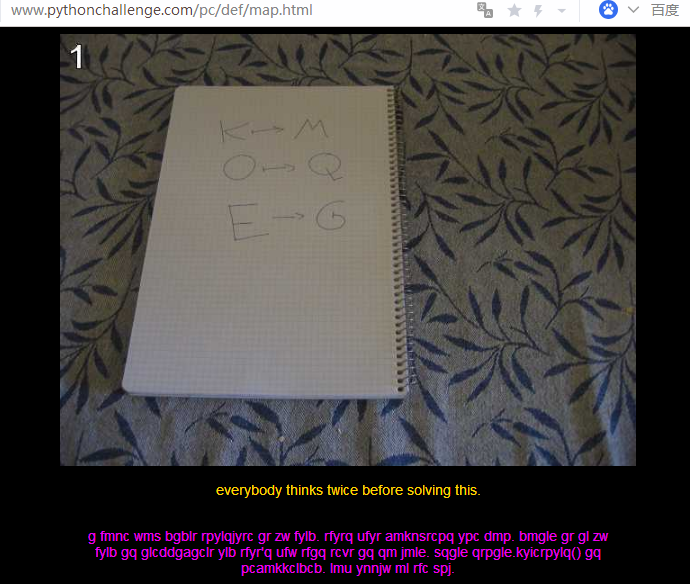 www.pythonchallenge.com/pc/def/map.html 百度
1
K→M
O→Q
E→G
everybody thinks twice before solving this.
g fmnc wms bgblr rpylqjyrc gr zw fylb. rfyrq ufyr amknsrcpq ypc dmp. bmgle gr gl zw
fylb gq glcddgagclr ylb rfyr'q ufw rfgq rcvr gq qm jmle. sqgle qrpgle.kyicrpylq() gq
pcamkkclbcb. lmu ynnjw ml rfc spj.